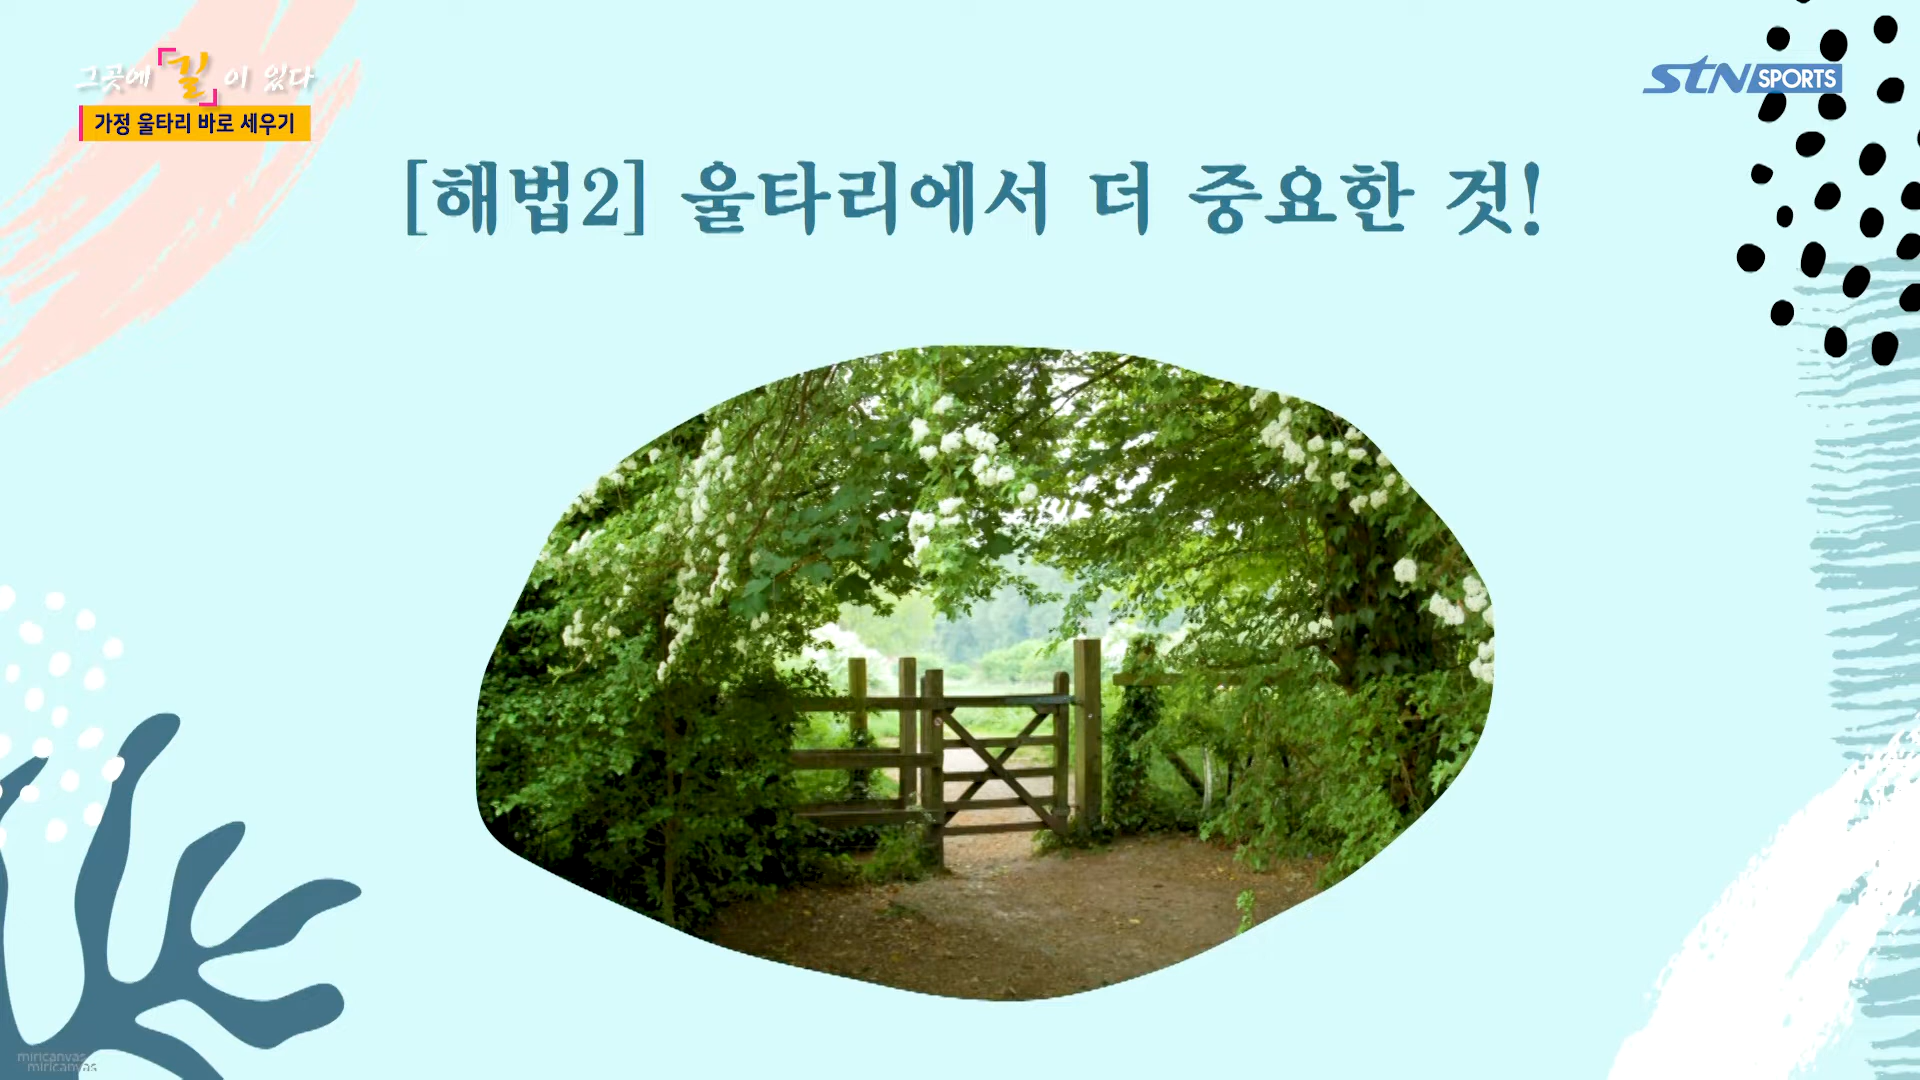 그곳에 「길」이 있다
가정 울타리 바로 세우기
STN SPORTS
[해법2] 울타리에서 더 중요한 것!
miricanvas
miricanvas